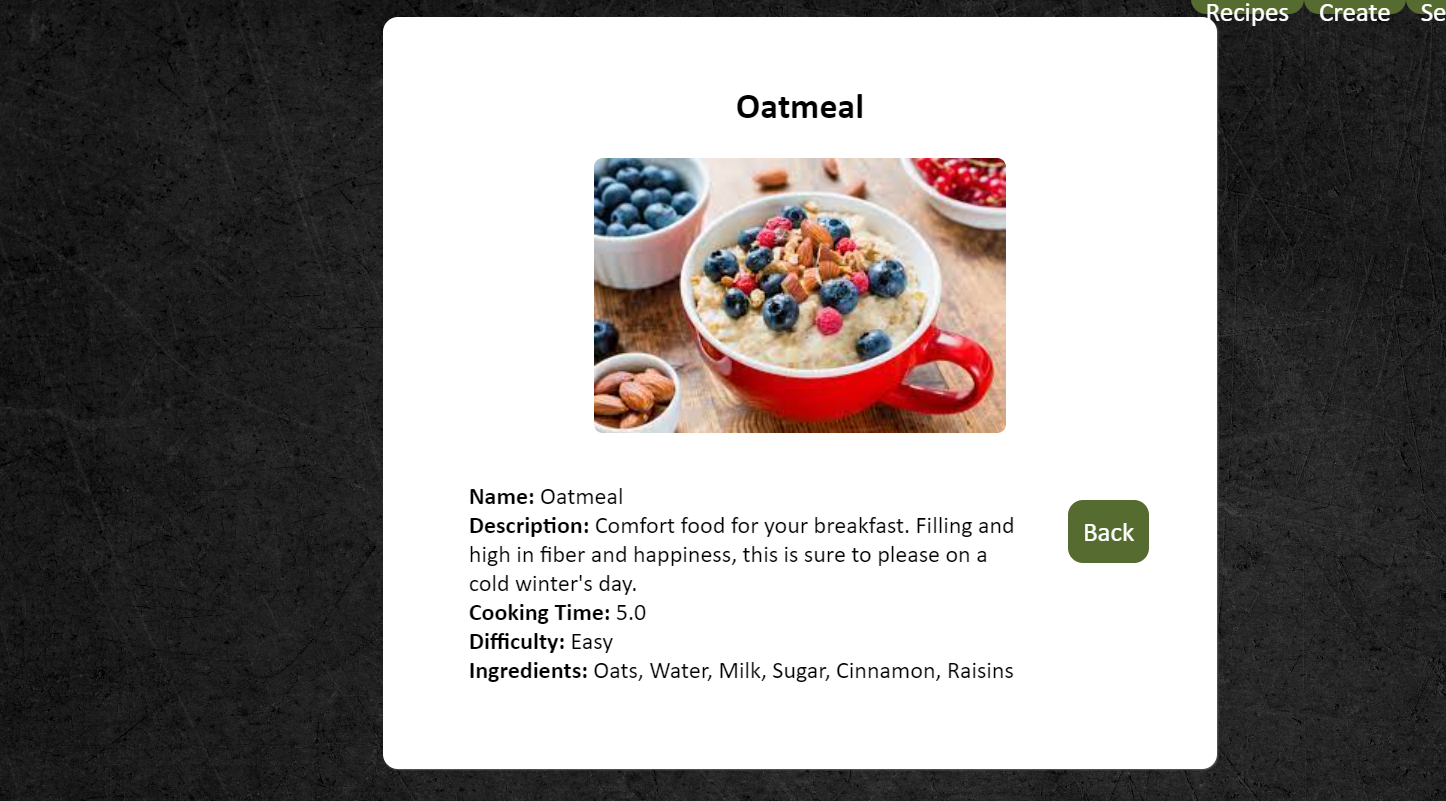 Recipes Create Se
Oatmeal
Name: Oatmeal
Description: Comfort food for your breakfast. Filling and
high in fiber and happiness, this is sure to please on a
cold winter's day.
Cooking Time: 5.0
Difficulty: Easy
Ingredients: Oats, Water, Milk, Sugar, Cinnamon, Raisins
Back